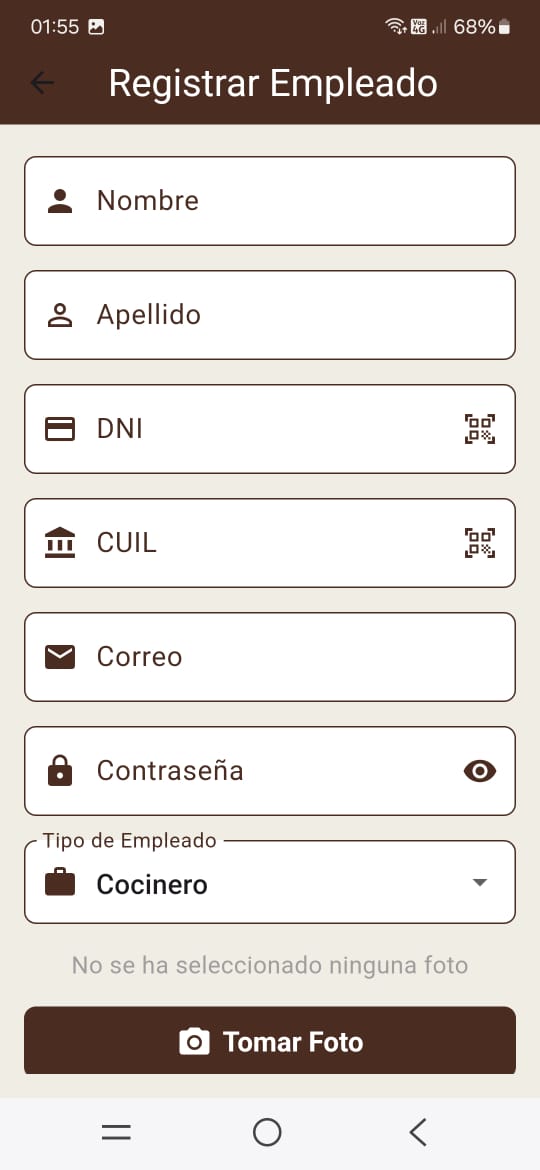 01:55 Voz 4G 68%
Registrar Empleado
Nombre
Apellido
DNI
CUIL
Correo
Contraseña
Tipo de Empleado
Cocinero
No se ha seleccionado ninguna foto
Tomar Foto